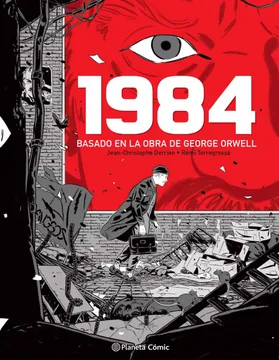 1984
BASADO EN LA OBRA DE GEORGE ORWELL
Jean-Christophe Derrien • Rémi Torregrossa
Planeta Cómic